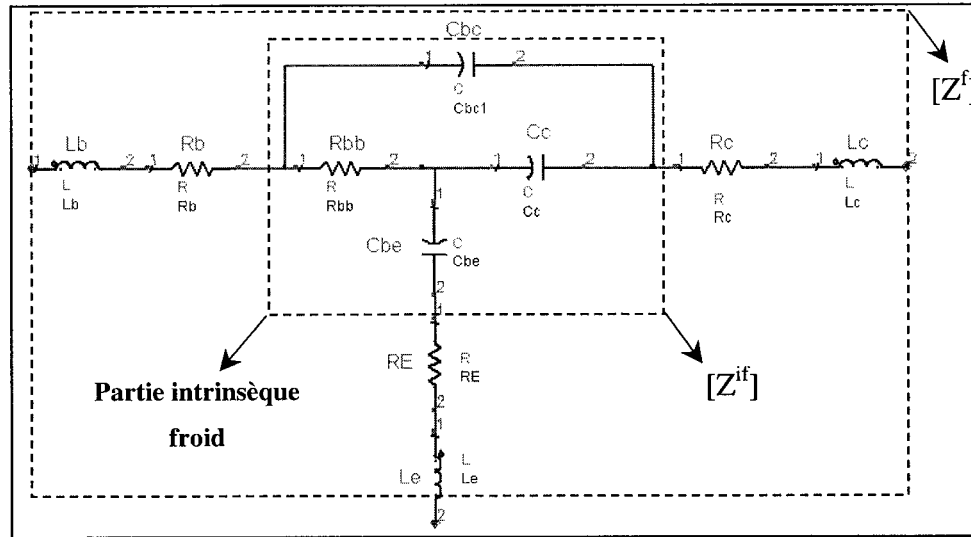 Cbc
1 2
C
Cbc1
[Z^f]
Lb Rb Rbb Cc Rc Lc
1 2 1 2 1 2 1 2 1 2 1 2
L R R C R L
Lb Rb Rbb Cc Rc Lc
1
Cbe C
Cbe
2
1
RE R
RE
[Z^if]
Partie intrinsèque
froid
2
1
Le L
Le
2